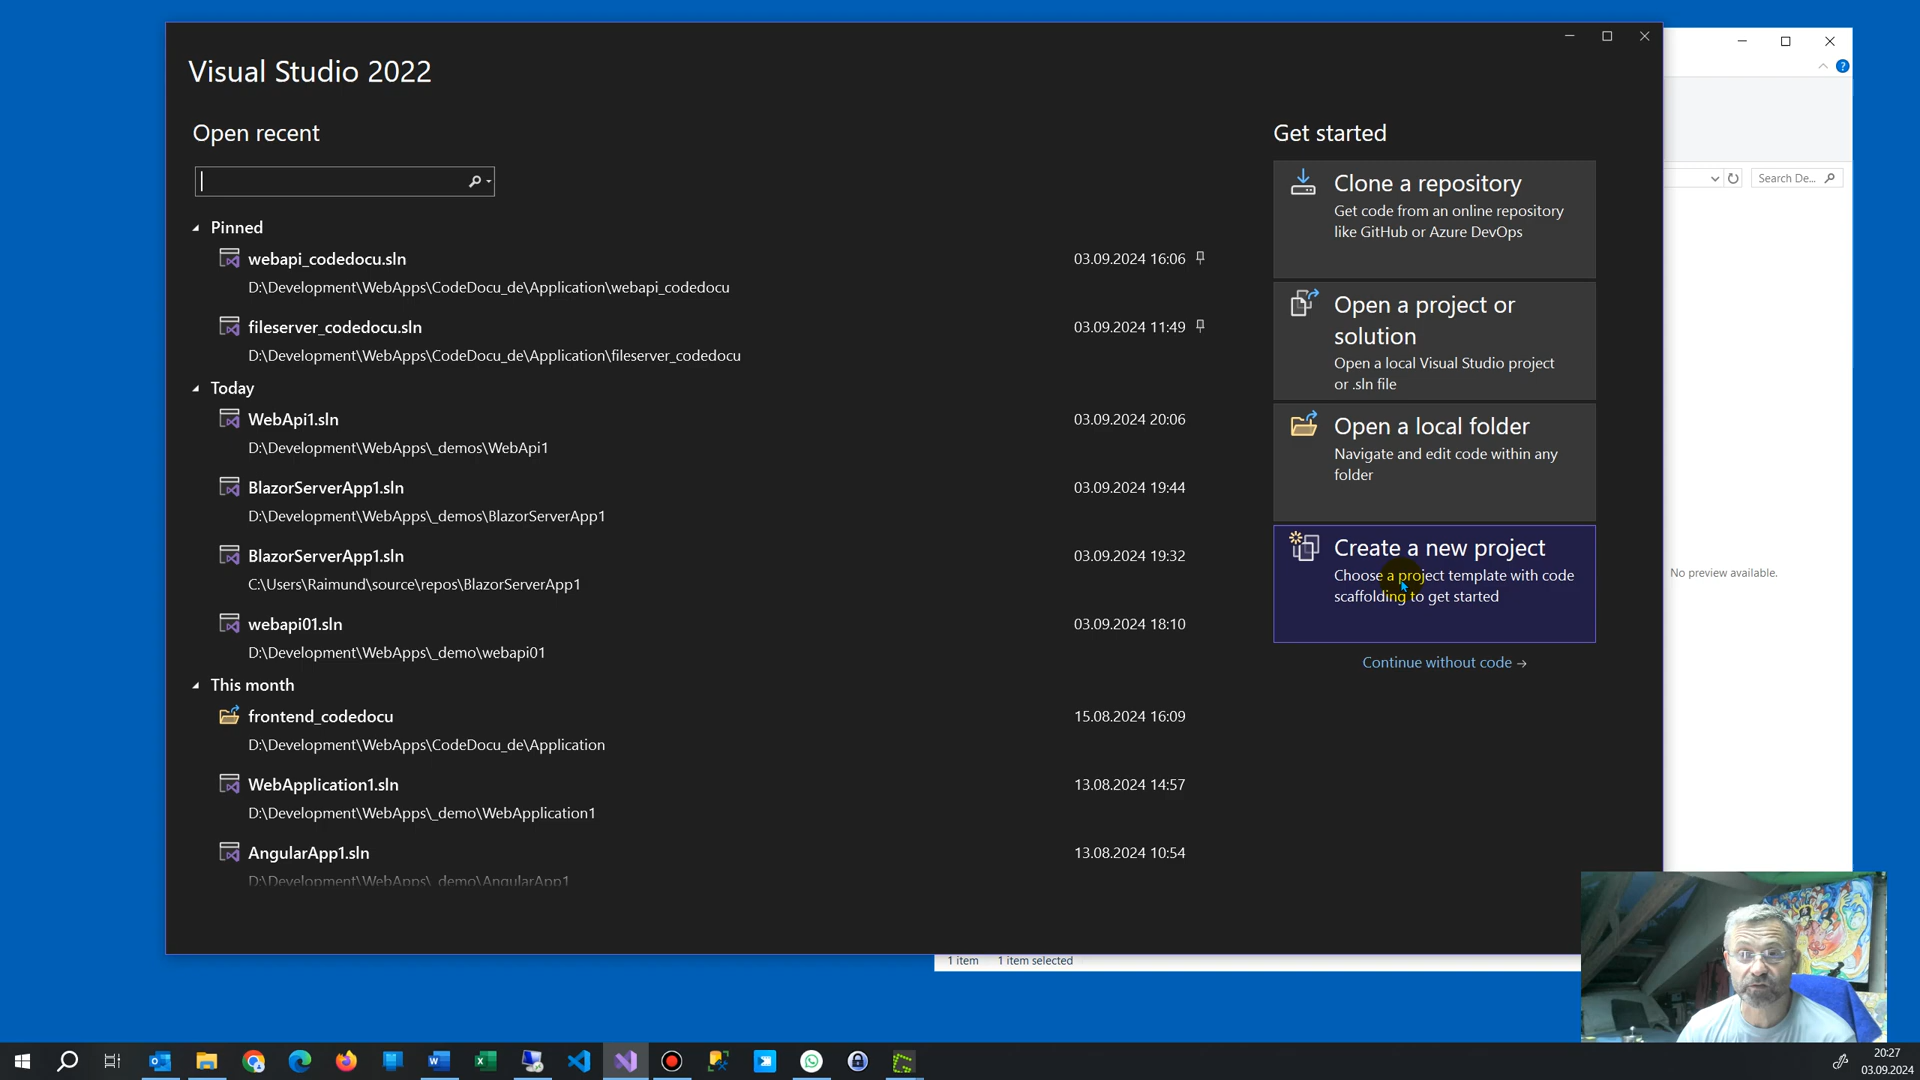 Visual Studio 2022
Open recent
Pinned
webapi_codedocu.sln
03.09.2024 16:06
D:\Development\WebApps\CodeDocu_de\Application\webapi_codedocu
fileserver_codedocu.sln
03.09.2024 11:49
D:\Development\WebApps\CodeDocu_de\Application\fileserver_codedocu
Today
WebApi1.sln
03.09.2024 20:06
D:\Development\WebApps\_demos\WebApi1
BlazorServerApp1.sln
03.09.2024 19:44
D:\Development\WebApps\_demos\BlazorServerApp1
BlazorServerApp1.sln
03.09.2024 19:32
C:\Users\Raimund\source\repos\BlazorServerApp1
webapi01.sln
03.09.2024 18:10
D:\Development\WebApps\_demo\webapi01
This month
frontend_codedocu
15.08.2024 16:09
D:\Development\WebApps\CodeDocu_de\Application
WebApplication1.sln
13.08.2024 14:57
D:\Development\WebApps\_demo\WebApplication1
AngularApp1.sln
13.08.2024 10:54
D:\Development\WebApps\_demo\AngularApp1
Get started
Clone a repository
Get code from an online repository
like GitHub or Azure DevOps
Open a project or
solution
Open a local Visual Studio project
or .sln file
Open a local folder
Navigate and edit code within any
folder
Create a new project
Choose a project template with code
scaffolding to get started
Continue without code →
Search De...
No preview available.
1 item 1 item selected
20:27
03.09.2024